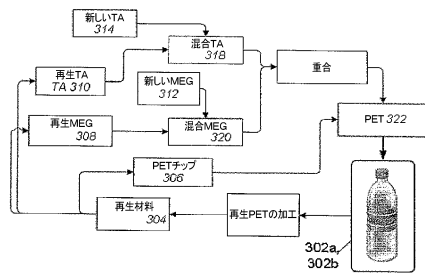 新しいTA
314
混合TA
318
再生TA
TA 310
新しいMEG
312
重合
再生MEG
308
混合MEG
320
PET 322
PETチップ
306
再生材料
304
再生PETの加工
302a,
302b